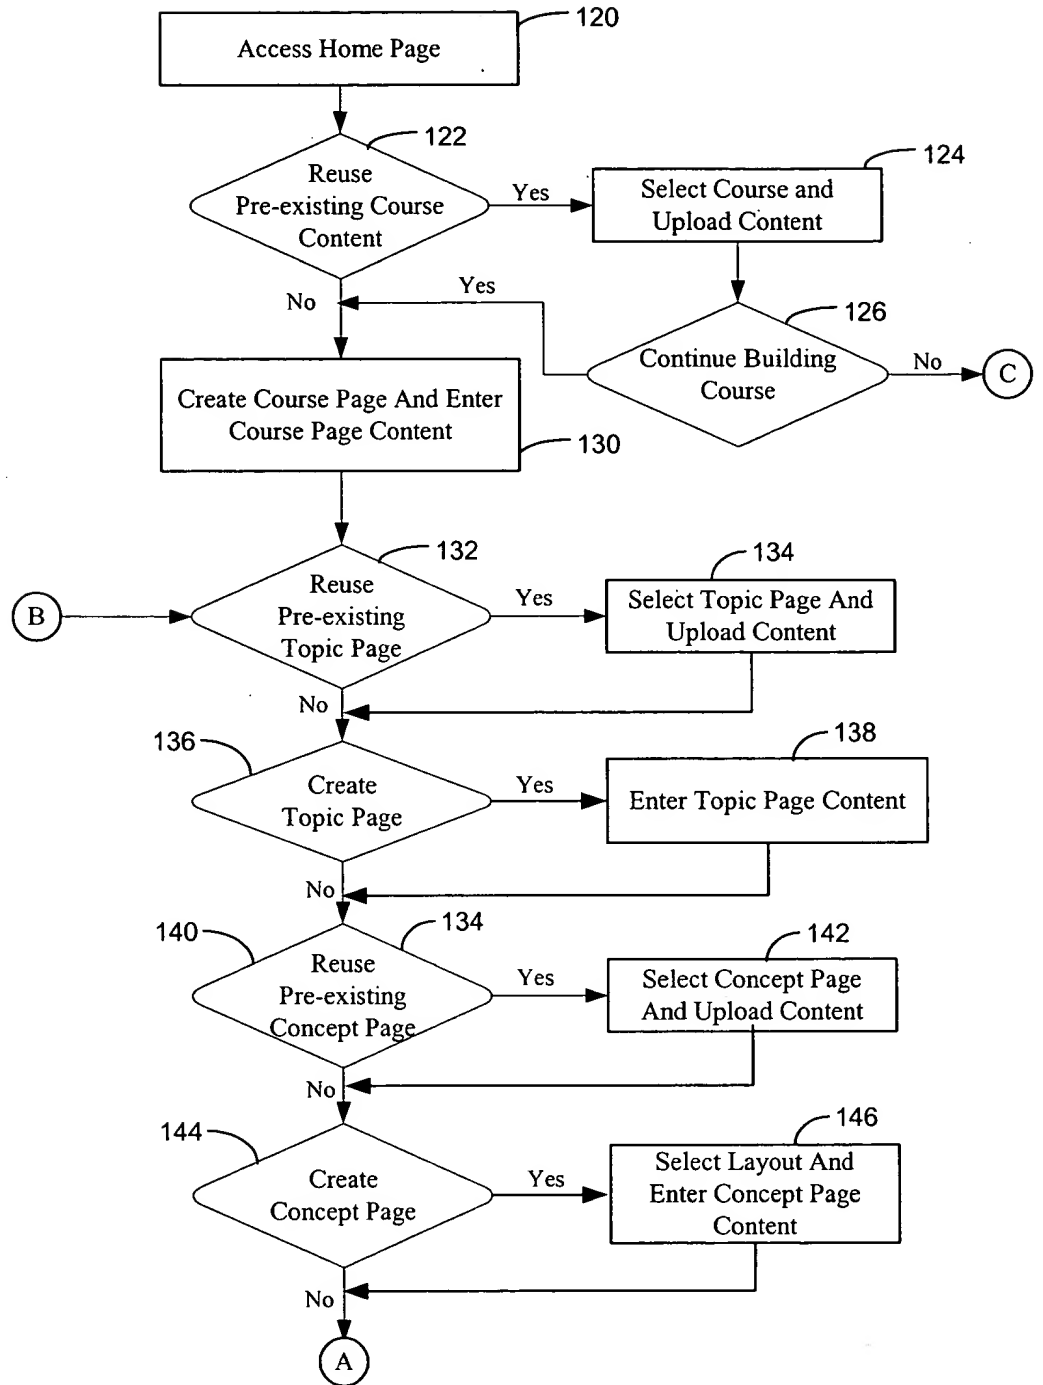 120
Access Home Page
122
Reuse
Pre-existing Course
Content
Yes
124
Select Course and
Upload Content
No
Yes
126
Continue Building
Course
No
C
Create Course Page And Enter
Course Page Content
130
B
132
Reuse
Pre-existing
Topic Page
Yes
134
Select Topic Page And
Upload Content
No
136
Create
Topic Page
Yes
138
Enter Topic Page Content
No
140
134
Reuse
Pre-existing
Concept Page
Yes
142
Select Concept Page
And Upload Content
No
144
Create
Concept Page
Yes
146
Select Layout And
Enter Concept Page
Content
No
A